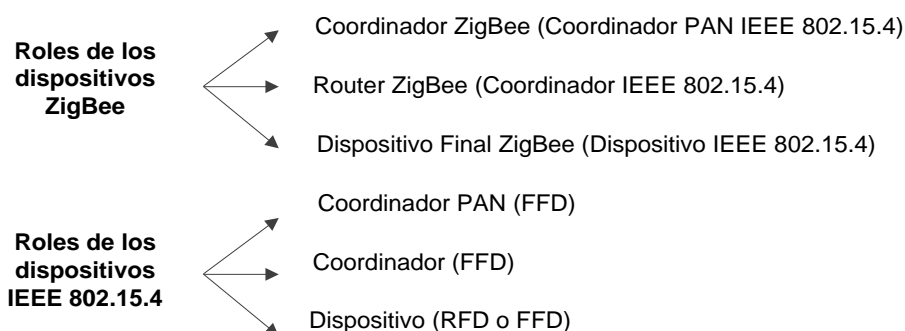 Roles de los
dispositivos
ZigBee
Coordinador ZigBee (Coordinador PAN IEEE 802.15.4)
Router ZigBee (Coordinador IEEE 802.15.4)
Dispositivo Final ZigBee (Dispositivo IEEE 802.15.4)
Roles de los
dispositivos
IEEE 802.15.4
Coordinador PAN (FFD)
Coordinador (FFD)
Dispositivo (RFD o FFD)